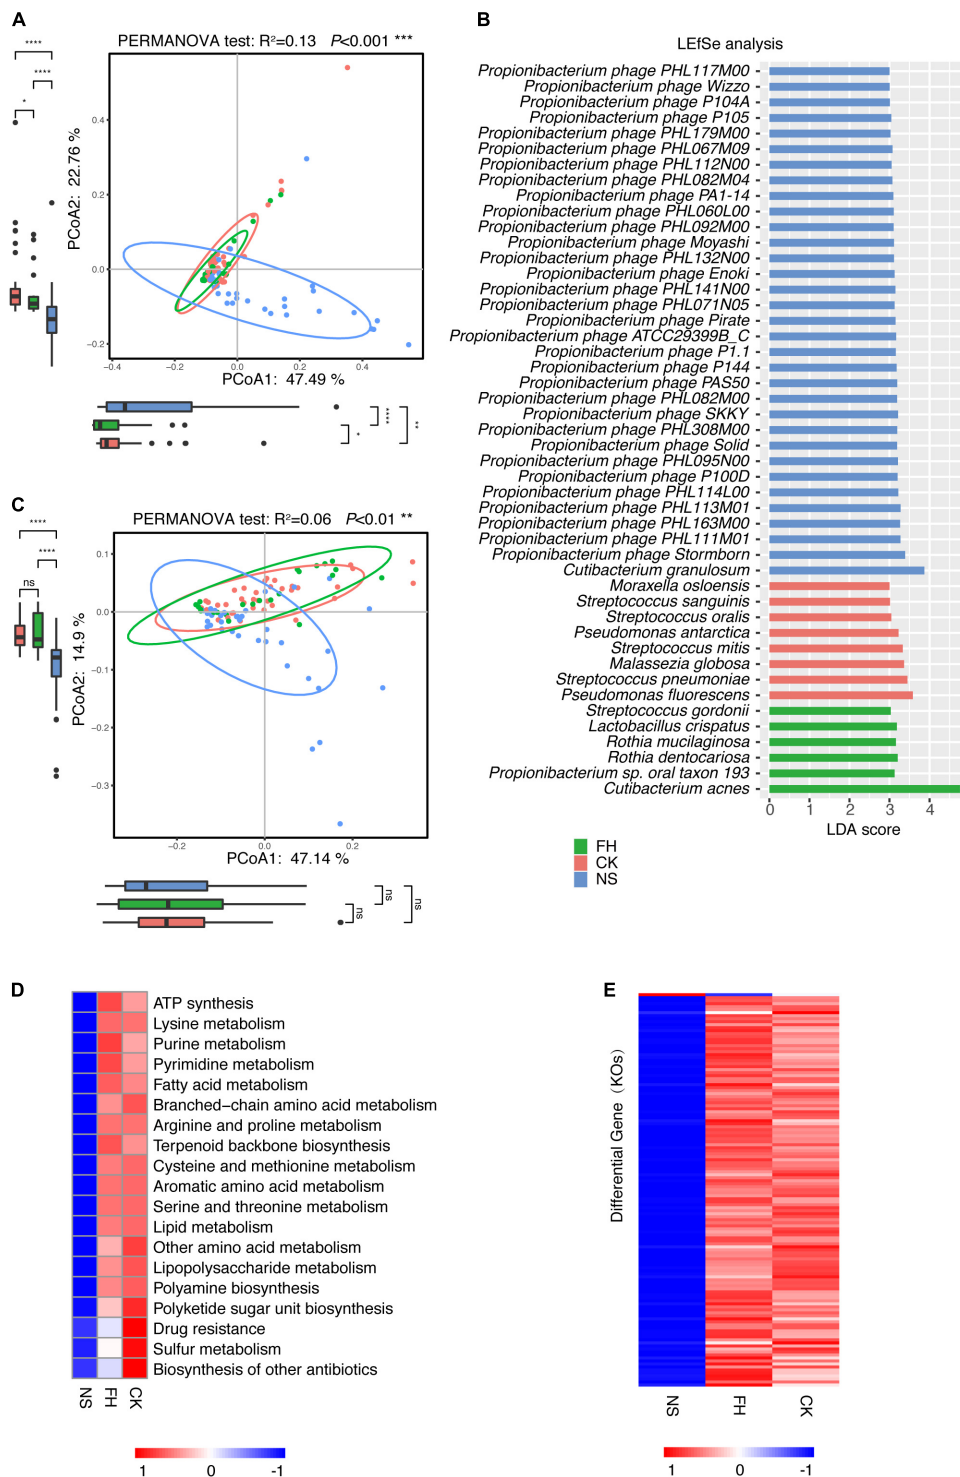 A
PERMANOVA test: R²=0.13 P<0.001 ***
****
****
*
PCoA2: 22.76 %
0.4
0.2
0.0
−0.2
−0.4 −0.2 0.0 0.2 0.4
PCoA1: 47.49 %
****
**
*
B
LEfSe analysis
Propionibacterium phage PHL117M00
Propionibacterium phage Wizzo
Propionibacterium phage P104A
Propionibacterium phage P105
Propionibacterium phage PHL179M00
Propionibacterium phage PHL067M09
Propionibacterium phage PHL112N00
Propionibacterium phage PHL082M04
Propionibacterium phage PA1-14
Propionibacterium phage PHL060L00
Propionibacterium phage PHL092M00
Propionibacterium phage Moyashi
Propionibacterium phage PHL132N00
Propionibacterium phage Enoki
Propionibacterium phage PHL141N00
Propionibacterium phage PHL071N05
Propionibacterium phage Pirate
Propionibacterium phage ATCC29399B_C
Propionibacterium phage P1.1
Propionibacterium phage P144
Propionibacterium phage PAS50
Propionibacterium phage PHL082M00
Propionibacterium phage SKKY
Propionibacterium phage PHL308M00
Propionibacterium phage Solid
Propionibacterium phage PHL095N00
Propionibacterium phage P100D
Propionibacterium phage PHL114L00
Propionibacterium phage PHL113M01
Propionibacterium phage PHL163M00
Propionibacterium phage PHL111M01
Propionibacterium phage Stormborn
Cutibacterium granulosum
Moraxella osloensis
Streptococcus sanguinis
Streptococcus oralis
Pseudomonas antarctica
Streptococcus mitis
Malassezia globosa
Streptococcus pneumoniae
Pseudomonas fluorescens
Streptococcus gordonii
Lactobacillus crispatus
Rothia mucilaginosa
Rothia dentocariosa
Propionibacterium sp. oral taxon 193
Cutibacterium acnes
0 1 2 3 4
LDA score
FH
CK
NS
C
PERMANOVA test: R²=0.06 P<0.01 **
****
****
ns
PCoA2: 14.9 %
0.1
0.0
−0.1
−0.2
−0.3
−0.2 0.0 0.2
PCoA1: 47.14 %
ns
ns
ns
D
ATP synthesis
Lysine metabolism
Purine metabolism
Pyrimidine metabolism
Fatty acid metabolism
Branched−chain amino acid metabolism
Arginine and proline metabolism
Terpenoid backbone biosynthesis
Cysteine and methionine metabolism
Aromatic amino acid metabolism
Serine and threonine metabolism
Lipid metabolism
Other amino acid metabolism
Lipopolysaccharide metabolism
Polyamine biosynthesis
Polyketide sugar unit biosynthesis
Drug resistance
Sulfur metabolism
Biosynthesis of other antibiotics
NS FH CK
1 0 -1
E
Differential Gene（KOs）
NS FH CK
1 0 -1